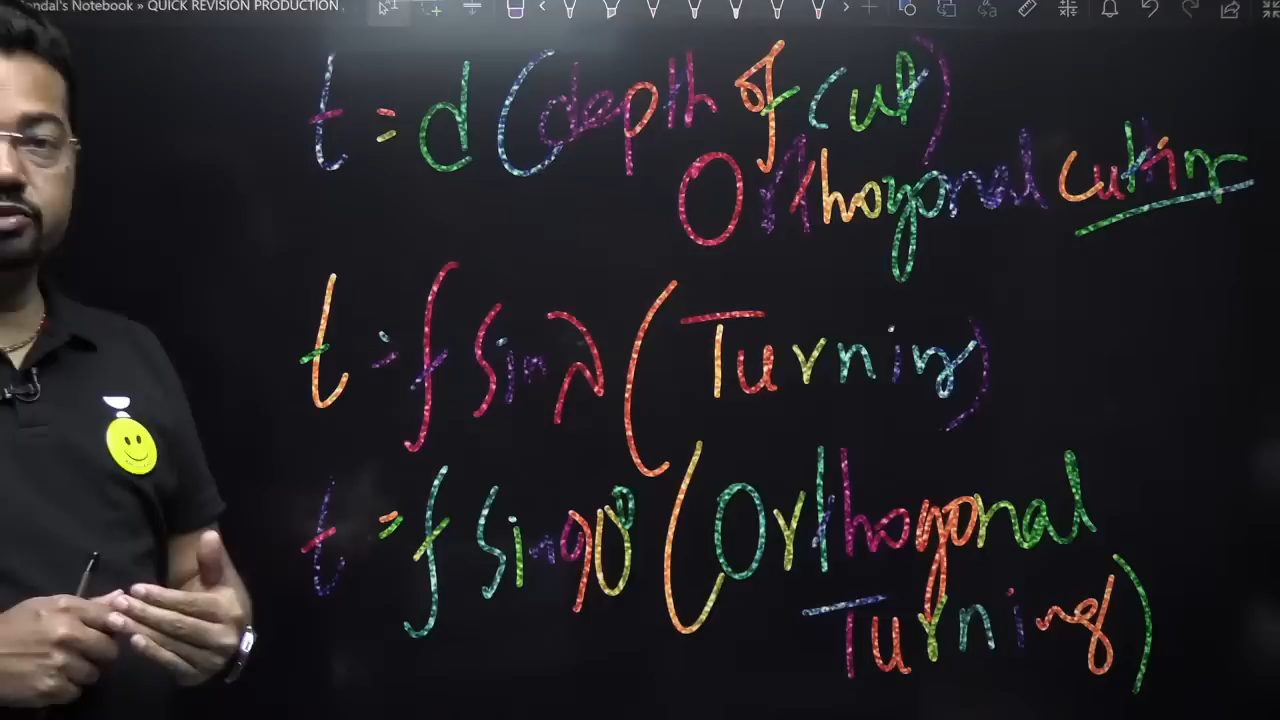 ondal's Notebook » QUICK REVISION PRODUCTION
t = d (depth of cut)
Orthogonal cutting
t = f sin λ (Turning)
t = f sin 90° (Orthogonal
Turning)